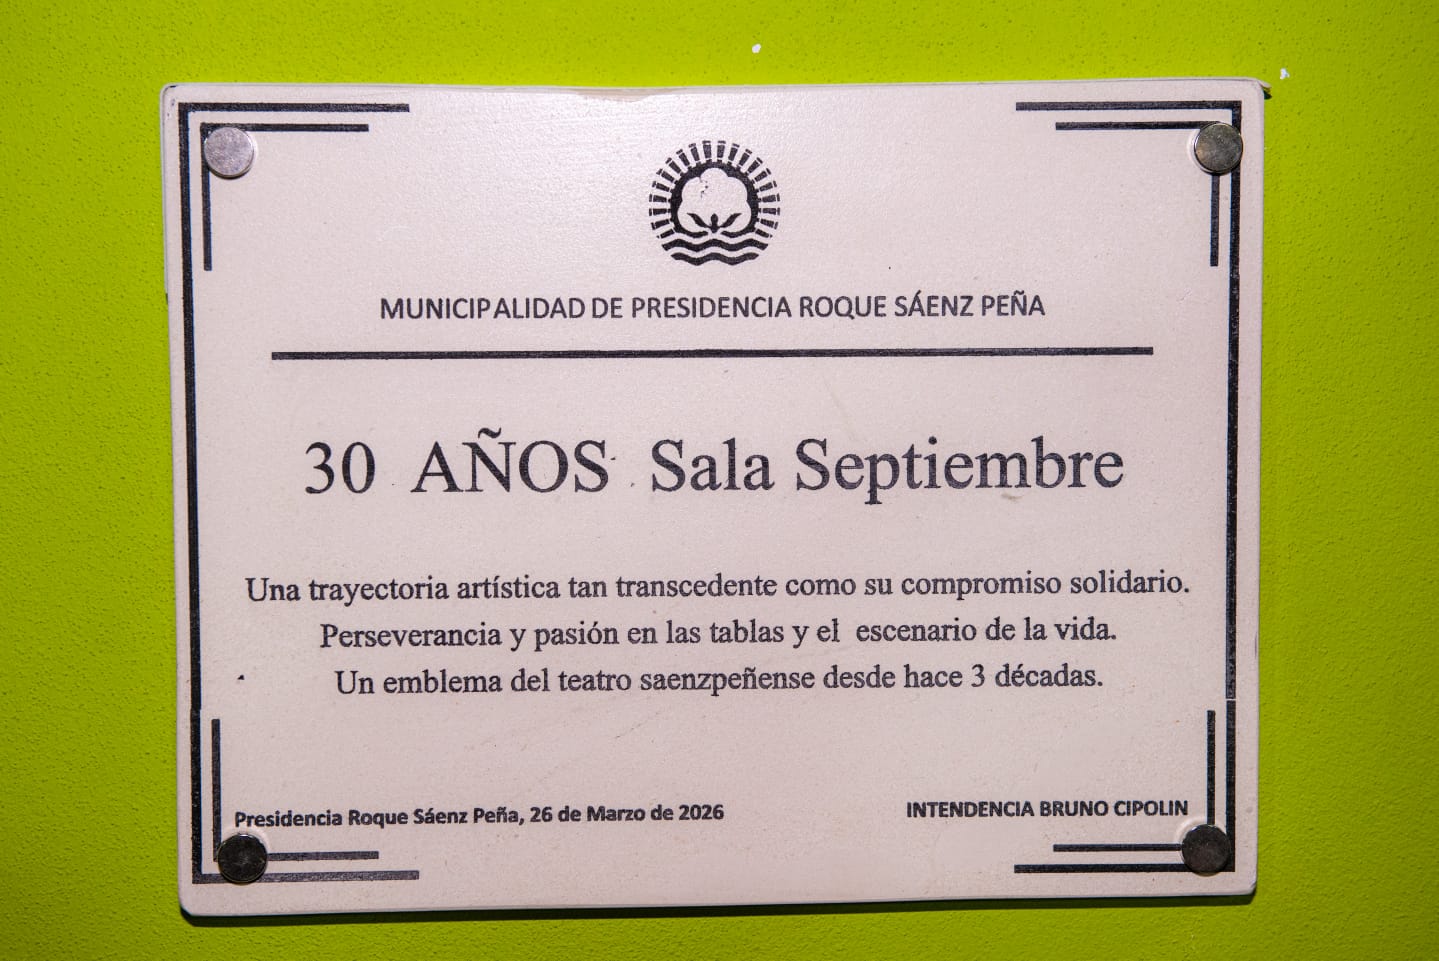 MUNICIPALIDAD DE PRESIDENCIA ROQUE SÁENZ PEÑA
30 AÑOS Sala Septiembre
Una trayectoria artística tan transcedente como su compromiso solidario.
Perseverancia y pasión en las tablas y el escenario de la vida.
Un emblema del teatro saenzpeñense desde hace 3 décadas.
Presidencia Roque Sáenz Peña, 26 de Marzo de 2026
INTENDENCIA BRUNO CIPOLIN